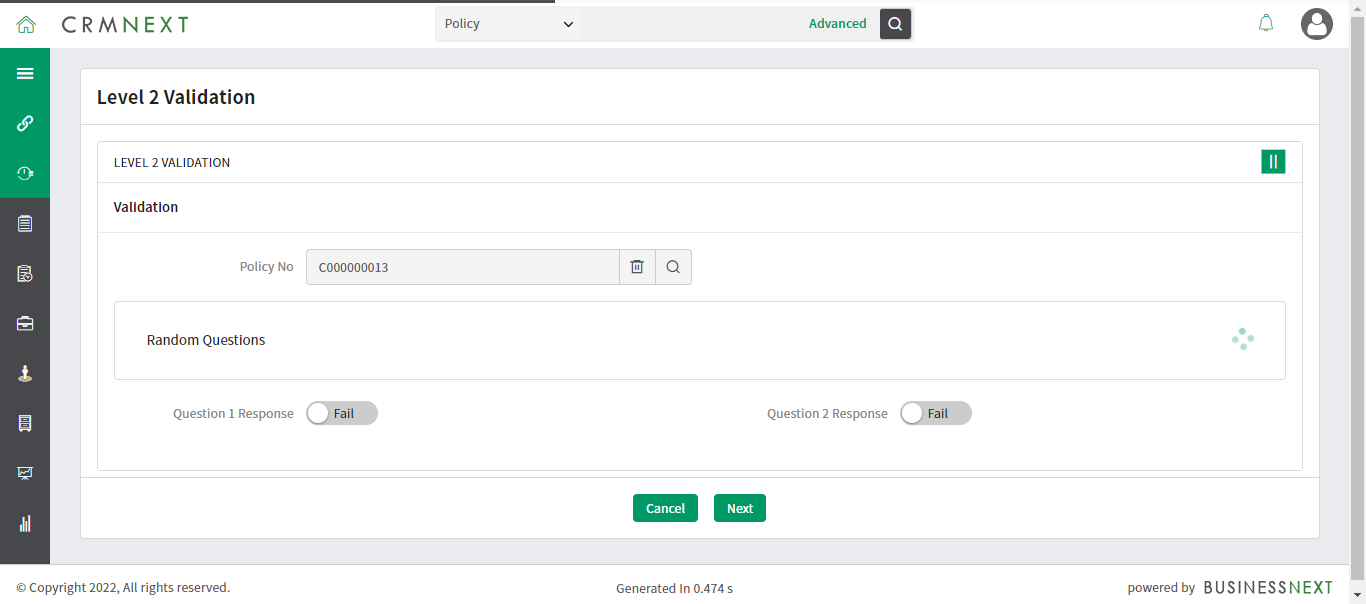 CRMNEXT
Policy
Advanced
Level 2 Validation
LEVEL 2 VALIDATION
Validation
Policy No
C000000013
Random Questions
Question 1 Response
Fail
Question 2 Response
Fail
Cancel
Next
© Copyright 2022, All rights reserved.
Generated In 0.474 s
powered by BUSINESSNEXT